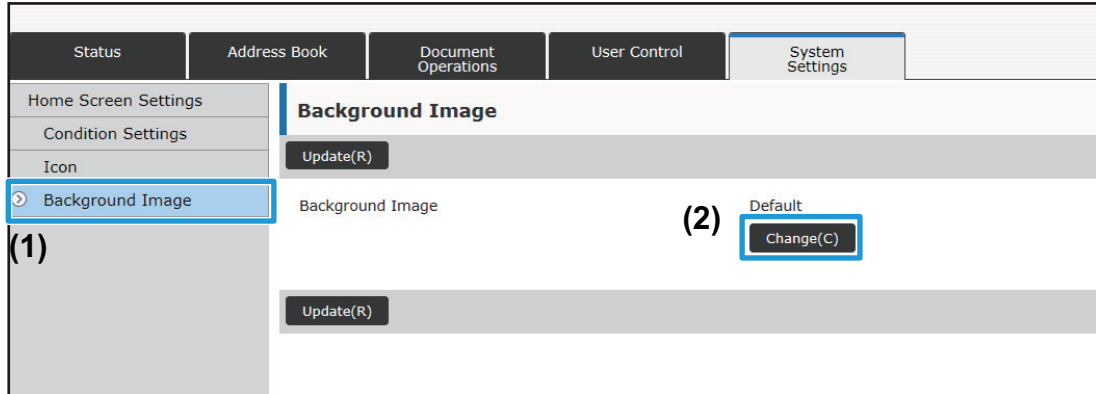 Status
Address Book
Document
Operations
User Control
System
Settings
Home Screen Settings
Condition Settings
Icon
Background Image
(1)
Background Image
Update(R)
Background Image
Default
(2)
Change(C)
Update(R)